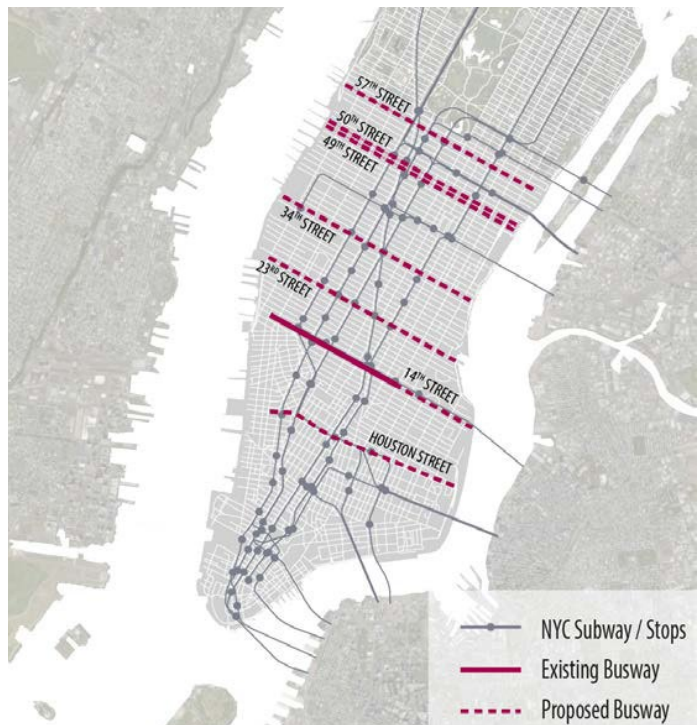 57TH STREET
50TH STREET
49TH STREET
34TH STREET
23RD STREET
14TH STREET
HOUSTON STREET
NYC Subway / Stops
Existing Busway
Proposed Busway